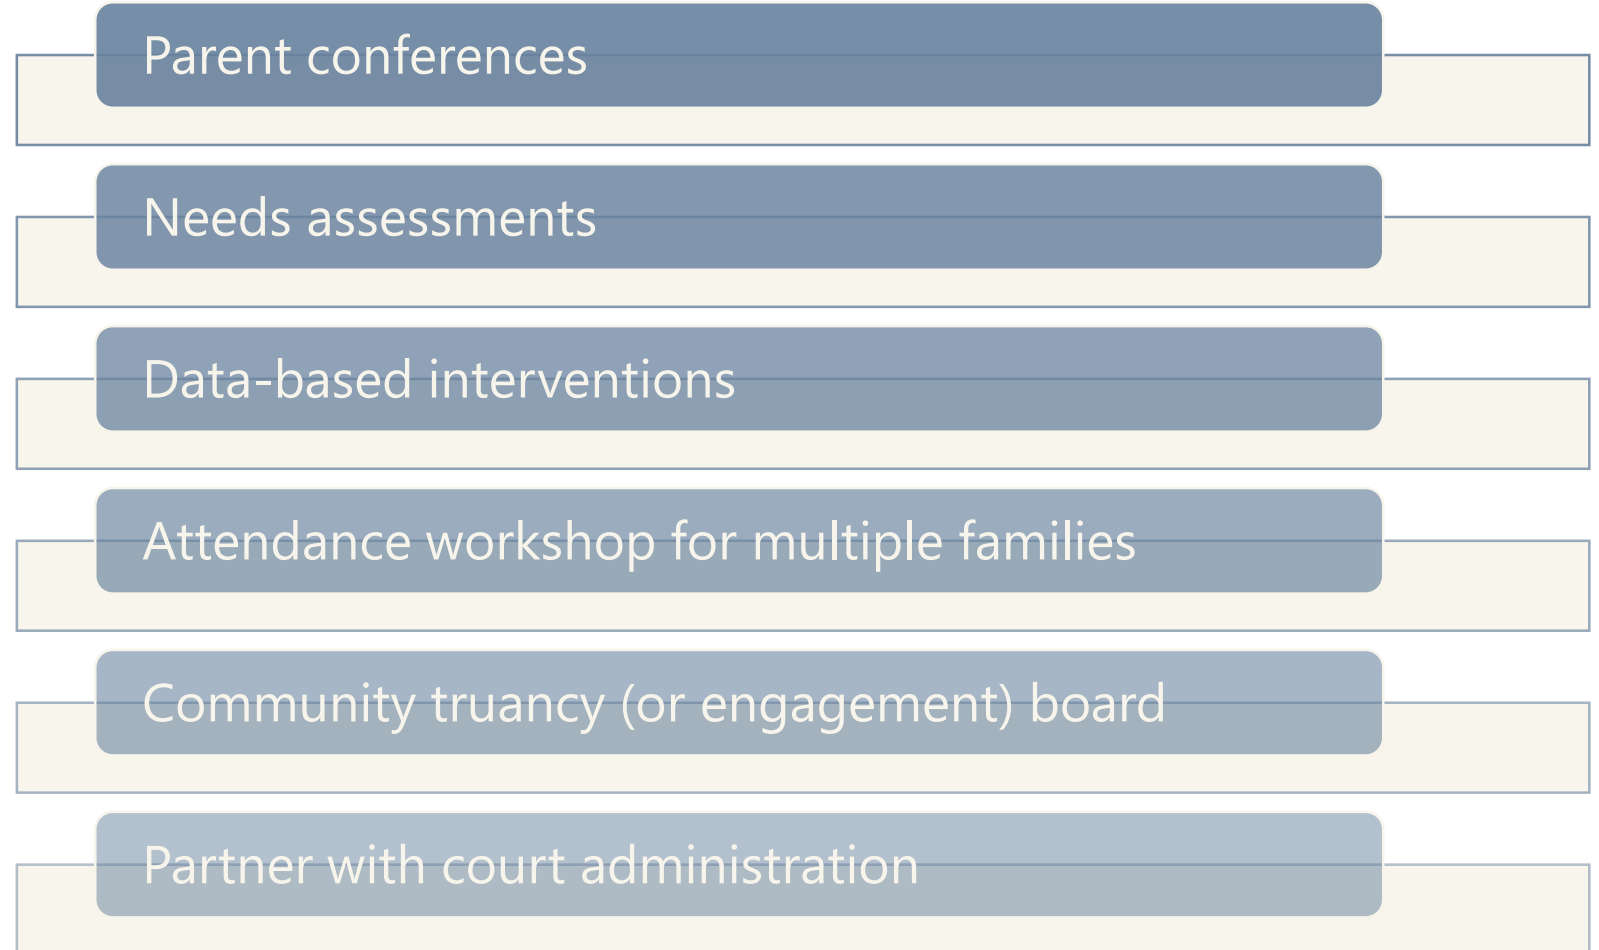 Parent conferences
Needs assessments
Data-based interventions
Attendance workshop for multiple families
Community truancy (or engagement) board
Partner with court administration